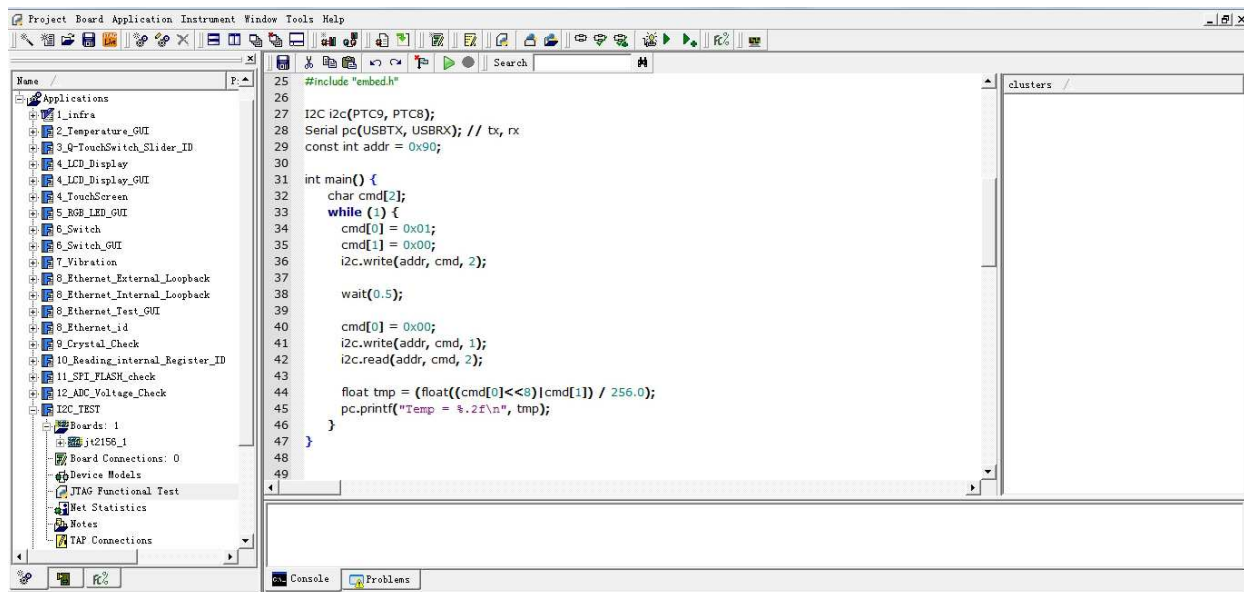 Project Board Application Instrument Window Tools Help
Search
Name
Applications
1_infra
2_Temperature_GUI
3_Q-TouchSwitch_Slider_ID
4_LCD_Display
4_LCD_Display_GUI
4_TouchScreen
5_RGB_LED_GUI
6_Switch
6_Switch_GUI
7_Vibration
8_Ethernet_External_Loopback
8_Ethernet_Internal_Loopback
8_Ethernet_Test_GUI
8_Ethernet_id
9_Crystal_Check
10_Reading_internal_Register_ID
11_SPI_FLASH_check
12_ADC_Voltage_Check
I2C_TEST
Boards: 1
jt2156_1
Board Connections: 0
Device Models
JTAG Functional Test
Net Statistics
Notes
TAP Connections
25 #include "embed.h"
26
27 I2C i2c(PTC9, PTC8);
28 Serial pc(USBTX, USBRX); // tx, rx
29 const int addr = 0x90;
30
31 int main() {
32 char cmd[2];
33 while (1) {
34 cmd[0] = 0x01;
35 cmd[1] = 0x00;
36 i2c.write(addr, cmd, 2);
37
38 wait(0.5);
39
40 cmd[0] = 0x00;
41 i2c.write(addr, cmd, 1);
42 i2c.read(addr, cmd, 2);
43
44 float tmp = (float((cmd[0]<<8)|cmd[1]) / 256.0);
45 pc.printf("Temp = %.2f\n", tmp);
46 }
47 }
48
49
clusters
Console
Problems